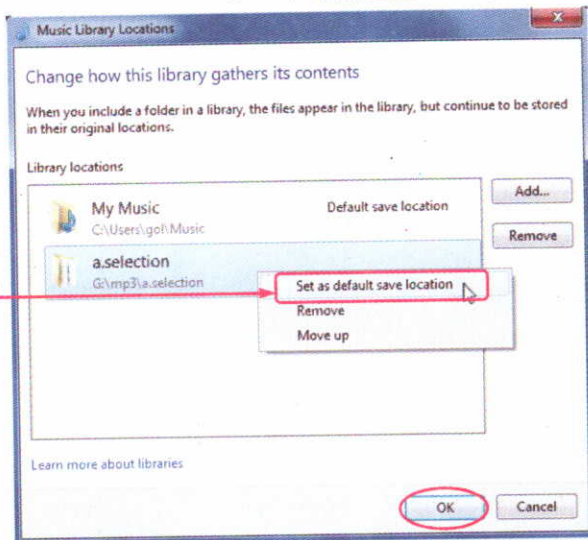 Music Library Locations
Change how this library gathers its contents
When you include a folder in a library, the files appear in the library, but continue to be stored
in their original locations.
Library locations
My Music
Default save location
C:\Users\gol\Music
a.selection
G:\mp3\a.selection
Add...
Remove
Set as default save location
Remove
Move up
Learn more about libraries
OK
Cancel